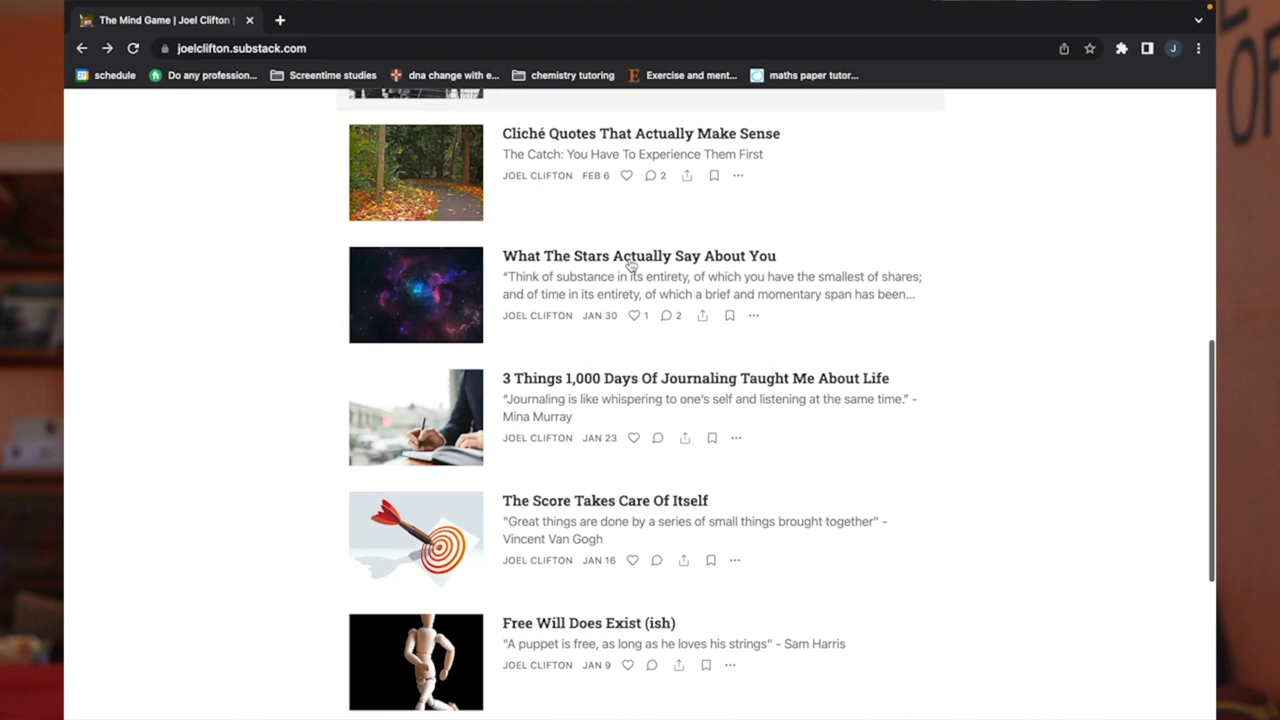 The Mind Game | Joel Clifton |
joelclifton.substack.com
J
schedule
Do any profession...
Screentime studies
dna change with e...
chemistry tutoring
E
Exercise and ment...
maths paper tutor...
Cliché Quotes That Actually Make Sense
The Catch: You Have To Experience Them First
JOEL CLIFTON FEB 6 2
What The Stars Actually Say About You
“Think of substance in its entirety, of which you have the smallest of shares;
and of time in its entirety, of which a brief and momentary span has been...
JOEL CLIFTON JAN 30 1 2
3 Things 1,000 Days Of Journaling Taught Me About Life
“Journaling is like whispering to one’s self and listening at the same time.” -
Mina Murray
JOEL CLIFTON JAN 23
The Score Takes Care Of Itself
"Great things are done by a series of small things brought together" -
Vincent Van Gogh
JOEL CLIFTON JAN 16
Free Will Does Exist (ish)
"A puppet is free, as long as he loves his strings" - Sam Harris
JOEL CLIFTON JAN 9
OF